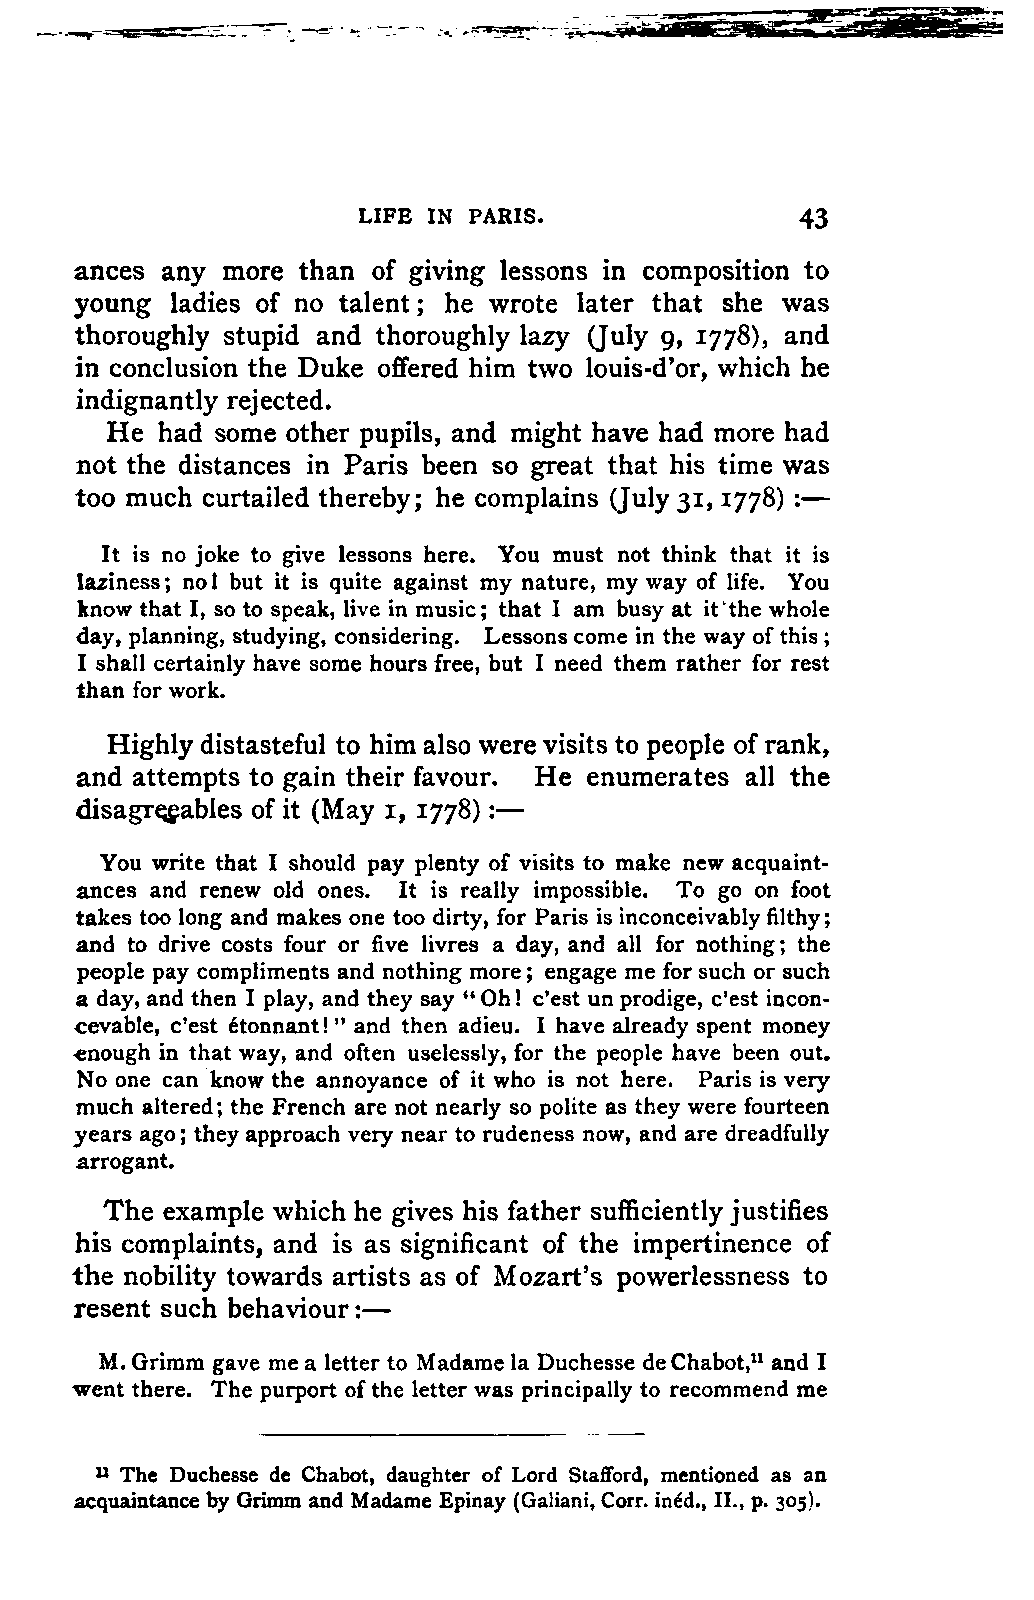 LIFE IN PARIS. 43
ances any more than of giving lessons in composition to
young ladies of no talent; he wrote later that she was
thoroughly stupid and thoroughly lazy (July 9, 1778), and
in conclusion the Duke offered him two louis-d'or, which he
indignantly rejected.
He had some other pupils, and might have had more had
not the distances in Paris been so great that his time was
too much curtailed thereby; he complains (July 31, 1778) :—
It is no joke to give lessons here. You must not think that it is
laziness; no! but it is quite against my nature, my way of life. You
know that I, so to speak, live in music; that I am busy at it the whole
day, planning, studying, considering. Lessons come in the way of this;
I shall certainly have some hours free, but I need them rather for rest
than for work.
Highly distasteful to him also were visits to people of rank,
and attempts to gain their favour. He enumerates all the
disagreeables of it (May 1, 1778) :—
You write that I should pay plenty of visits to make new acquaint-
ances and renew old ones. It is really impossible. To go on foot
takes too long and makes one too dirty, for Paris is inconceivably filthy;
and to drive costs four or five livres a day, and all for nothing; the
people pay compliments and nothing more; engage me for such or such
a day, and then I play, and they say "Oh! c'est un prodige, c'est incon-
cevable, c'est étonnant!" and then adieu. I have already spent money
enough in that way, and often uselessly, for the people have been out.
No one can know the annoyance of it who is not here. Paris is very
much altered; the French are not nearly so polite as they were fourteen
years ago; they approach very near to rudeness now, and are dreadfully
arrogant.
The example which he gives his father sufficiently justifies
his complaints, and is as significant of the impertinence of
the nobility towards artists as of Mozart's powerlessness to
resent such behaviour:—
M. Grimm gave me a letter to Madame la Duchesse de Chabot,¹¹ and I
went there. The purport of the letter was principally to recommend me
¹¹ The Duchesse de Chabot, daughter of Lord Stafford, mentioned as an
acquaintance by Grimm and Madame Epinay (Galiani, Corr. inéd., II., p. 305).